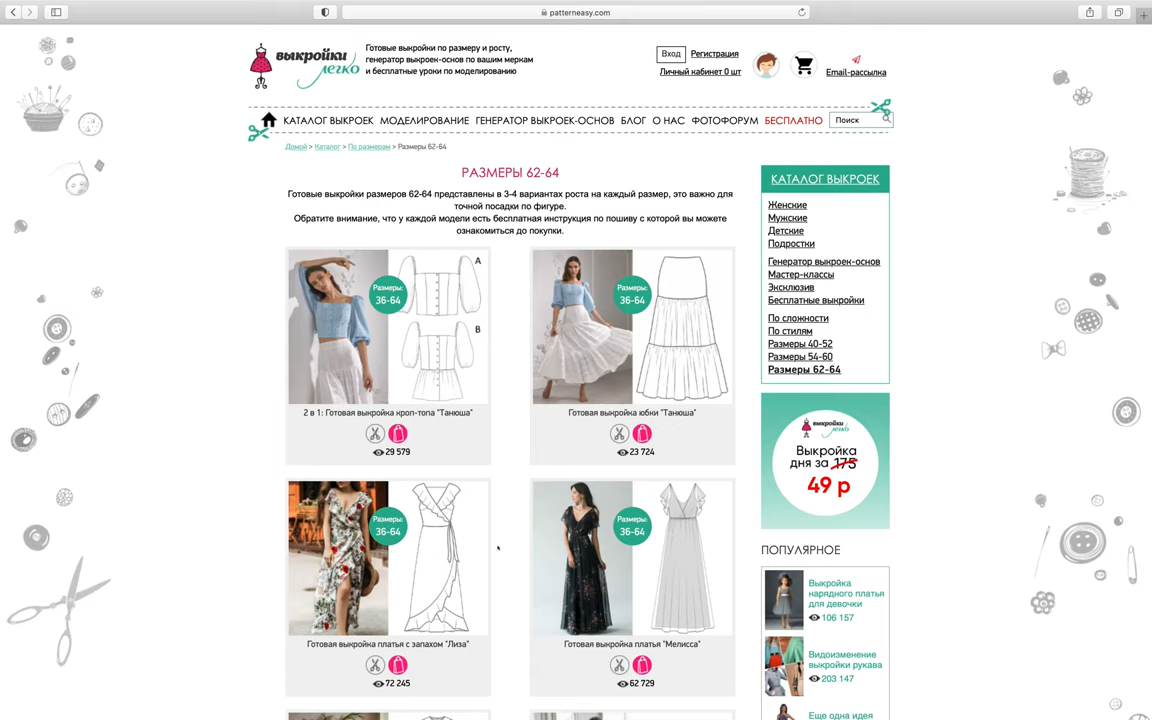 patterneasy.com
выкройки
легко
Готовые выкройки по размеру и росту,
генератор выкроек-основ по вашим меркам
и бесплатные уроки по моделированию
Вход Регистрация
Личный кабинет 0 шт
Email-рассылка
КАТАЛОГ ВЫКРОЕК МОДЕЛИРОВАНИЕ ГЕНЕРАТОР ВЫКРОЕК-ОСНОВ БЛОГ О НАС ФОТОФОРУМ БЕСПЛАТНО Поиск
Домой > Каталог > По размерам > Размеры 62-64
РАЗМЕРЫ 62-64
Готовые выкройки размеров 62-64 представлены в 3-4 вариантах роста на каждый размер, это важно для
точной посадки по фигуре.
Обратите внимание, что у каждой модели есть бесплатная инструкция по пошиву с которой вы можете
ознакомиться до покупки.
Размеры:
36-64
A
B
2 в 1: Готовая выкройка кроп-топа "Танюша"
29 579
Размеры:
36-64
Готовая выкройка юбки "Танюша"
23 724
Размеры:
36-64
Готовая выкройка платья с запахом "Лиза"
72 245
Размеры:
36-64
Готовая выкройка платья "Мелисса"
62 729
КАТАЛОГ ВЫКРОЕК
Женские
Мужские
Детские
Подростки
Генератор выкроек-основ
Мастер-классы
Эксклюзив
Бесплатные выкройки
По сложности
По стилям
Размеры 40-52
Размеры 54-60
Размеры 62-64
выкройки
легко
Выкройка
дня за 175
49 р
ПОПУЛЯРНОЕ
Выкройка
нарядного платья
для девочки
106 157
Видоизменение
выкройки рукава
203 147
Еще одна идея